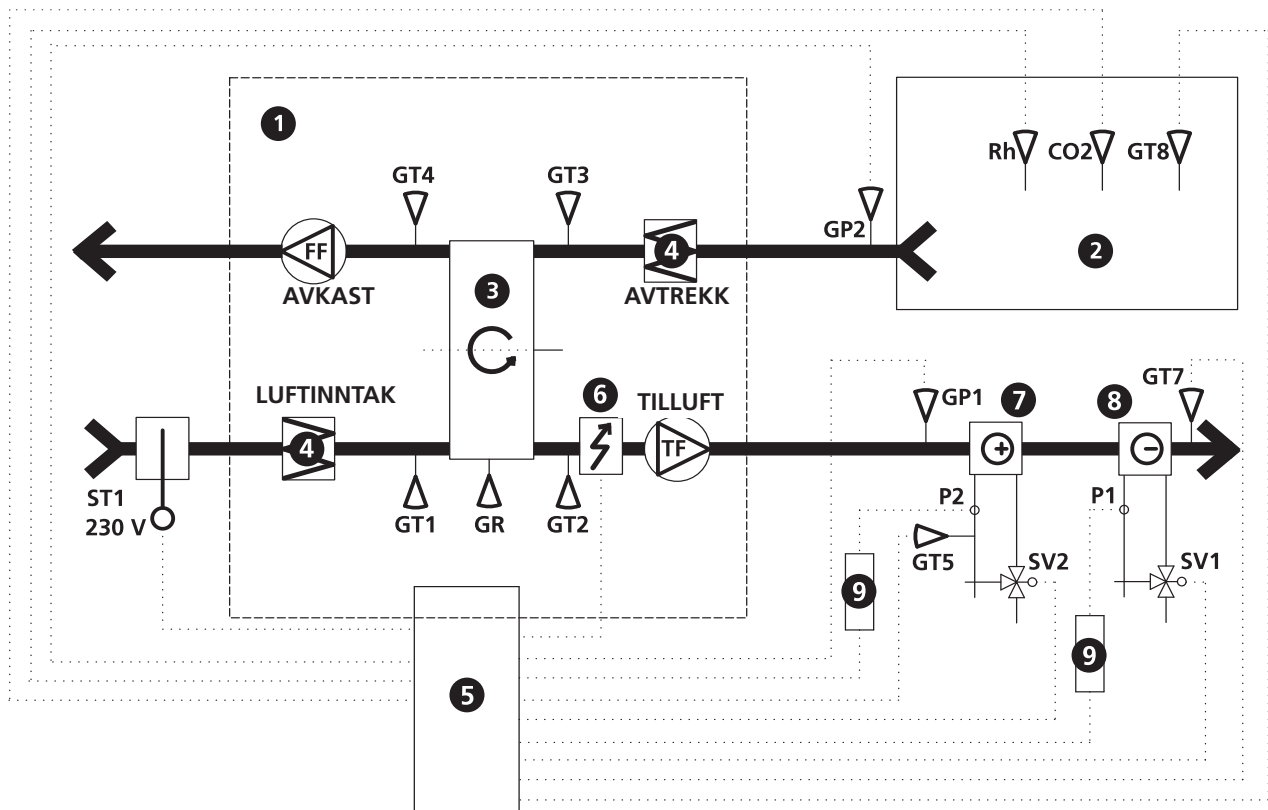 1
Rh
CO2
GT8
GT4
GT3
GP2
FF
4
2
AVKAST
3
AVTREKK
LUFTINNTAK
6
TILLUFT
GP1
7
8
GT7
4
TF
+
−
ST1
230 V
GT1
GR
GT2
P2
P1
GT5
SV2
SV1
9
9
5